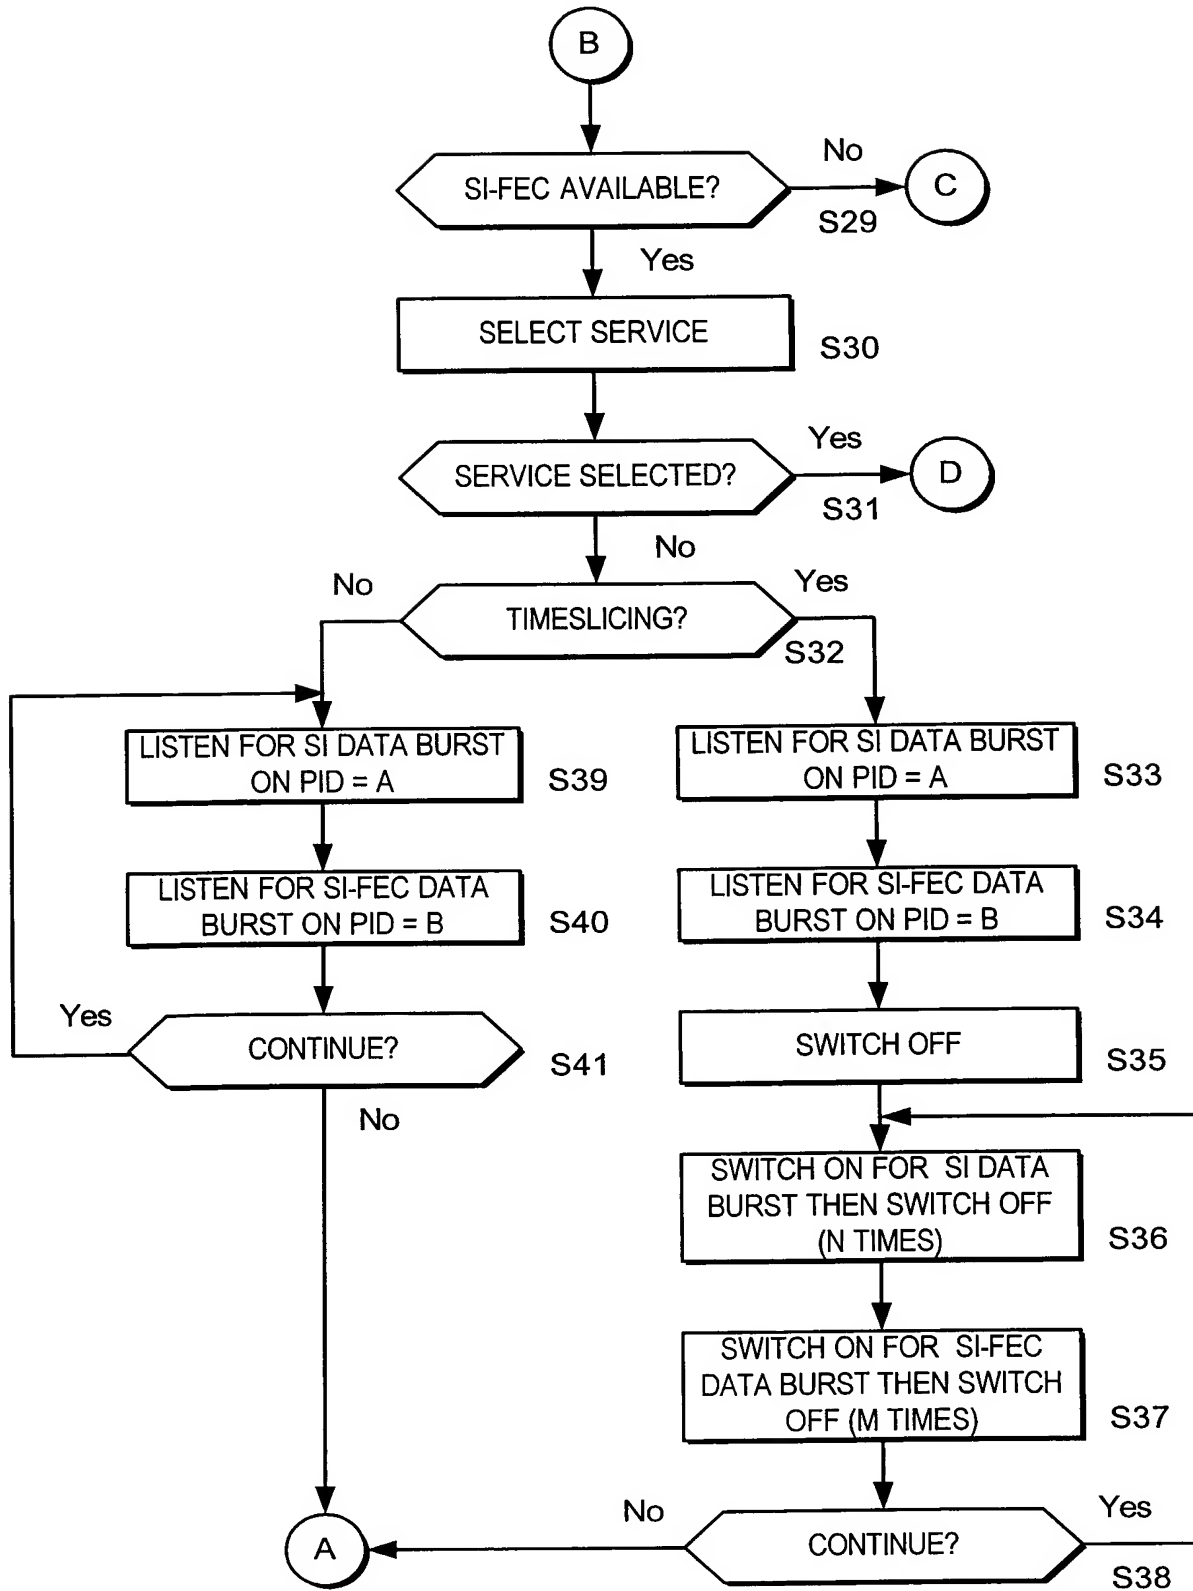 B
No
SI-FEC AVAILABLE?
C
S29
Yes
SELECT SERVICE
S30
Yes
SERVICE SELECTED?
D
S31
No
No
Yes
TIMESLICING?
S32
LISTEN FOR SI DATA BURST
ON PID = A
S39
LISTEN FOR SI DATA BURST
ON PID = A
S33
LISTEN FOR SI-FEC DATA
BURST ON PID = B
S40
LISTEN FOR SI-FEC DATA
BURST ON PID = B
S34
Yes
CONTINUE?
S41
No
SWITCH OFF
S35
SWITCH ON FOR SI DATA
BURST THEN SWITCH OFF
(N TIMES)
S36
SWITCH ON FOR SI-FEC
DATA BURST THEN SWITCH
OFF (M TIMES)
S37
A
No
CONTINUE?
Yes
S38